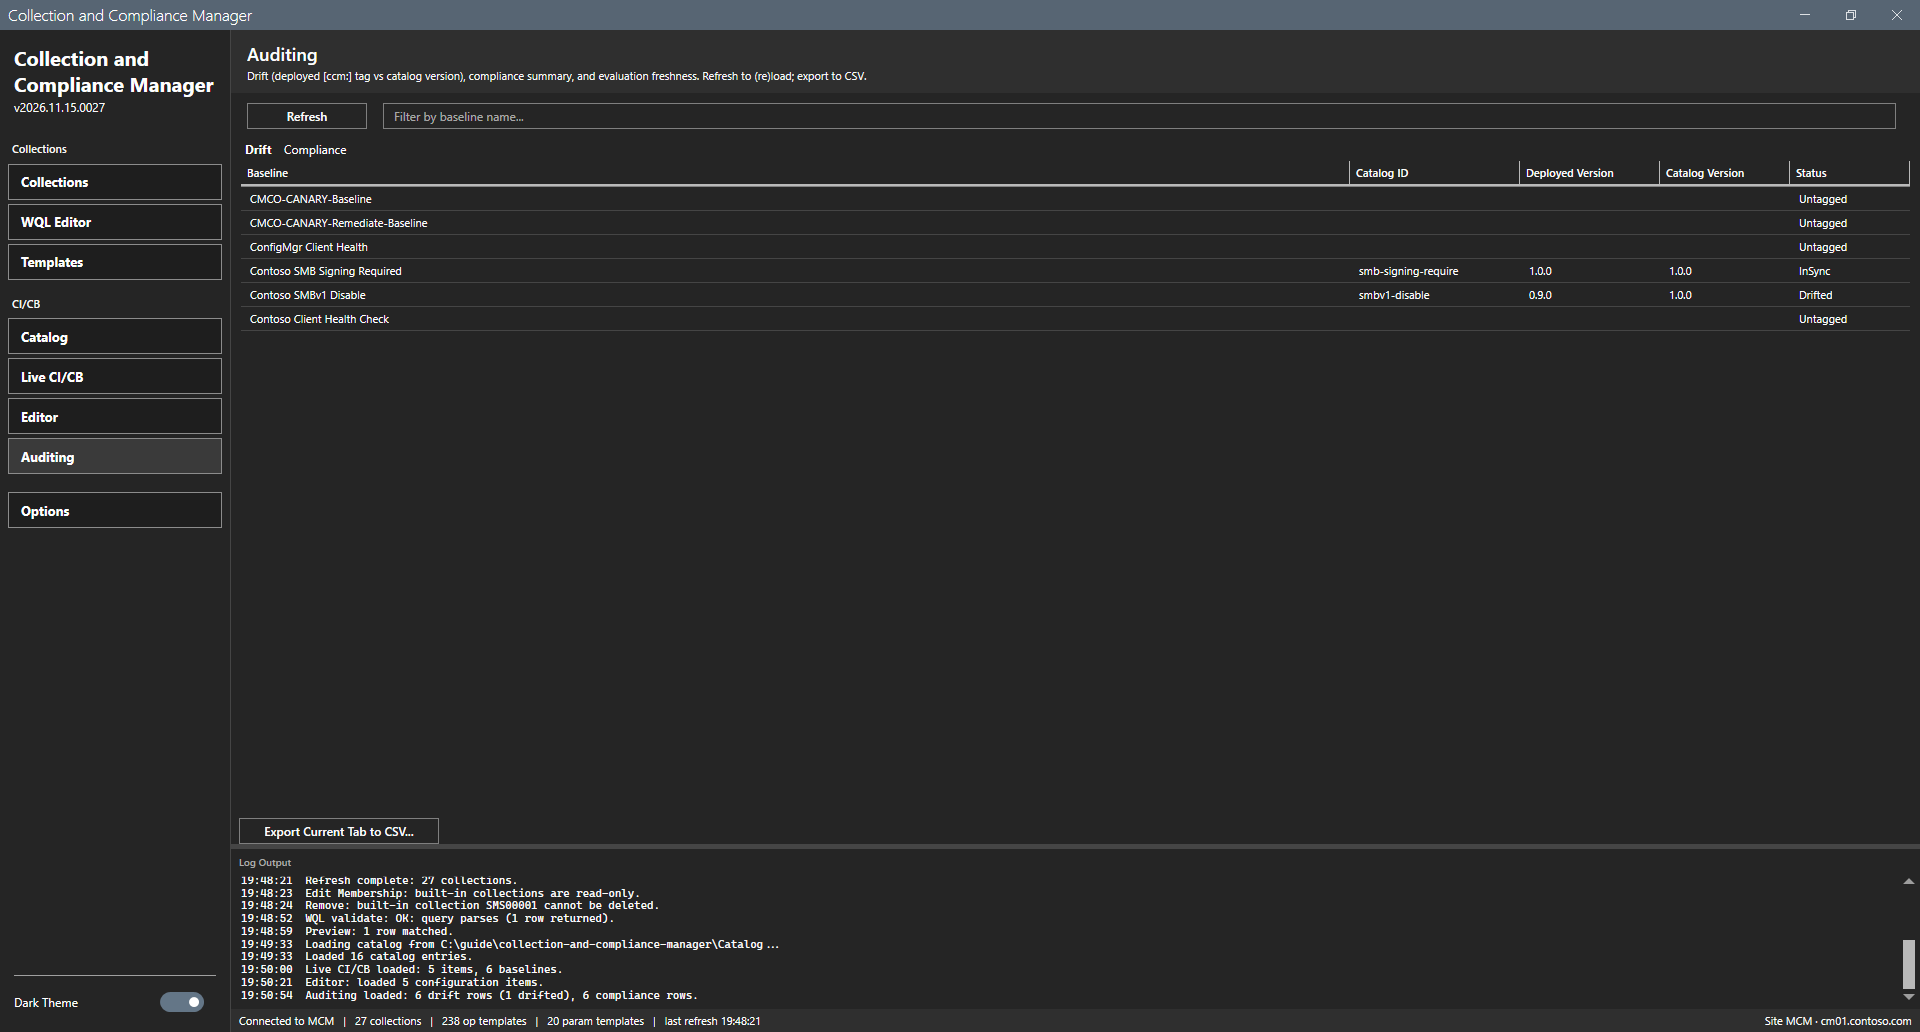 Collection and Compliance Manager
Collection and
Compliance Manager
v2026.11.15.0027
Collections
Collections
WQL Editor
Templates
CI/CB
Catalog
Live CI/CB
Editor
Auditing
Options
Dark Theme
Auditing
Drift (deployed [ccm:] tag vs catalog version), compliance summary, and evaluation freshness. Refresh to (re)load; export to CSV.
Refresh
Filter by baseline name...
Drift Compliance
Baseline Catalog ID Deployed Version Catalog Version Status
CMCO-CANARY-Baseline Untagged
CMCO-CANARY-Remediate-Baseline Untagged
ConfigMgr Client Health Untagged
Contoso SMB Signing Required smb-signing-require 1.0.0 1.0.0 InSync
Contoso SMBv1 Disable smbv1-disable 0.9.0 1.0.0 Drifted
Contoso Client Health Check Untagged
Export Current Tab to CSV...
Log Output
19:48:21 Refresh complete: 27 collections.
19:48:23 Edit Membership: built-in collections are read-only.
19:48:24 Remove: built-in collection SMS00001 cannot be deleted.
19:48:52 WQL validate: OK: query parses (1 row returned).
19:48:59 Preview: 1 row matched.
19:49:33 Loading catalog from C:\guide\collection-and-compliance-manager\Catalog ...
19:49:33 Loaded 16 catalog entries.
19:50:00 Live CI/CB loaded: 5 items, 6 baselines.
19:50:21 Editor: loaded 5 configuration items.
19:50:54 Auditing loaded: 6 drift rows (1 drifted), 6 compliance rows.
Connected to MCM | 27 collections | 238 op templates | 20 param templates | last refresh 19:48:21
Site MCM · cm01.contoso.com